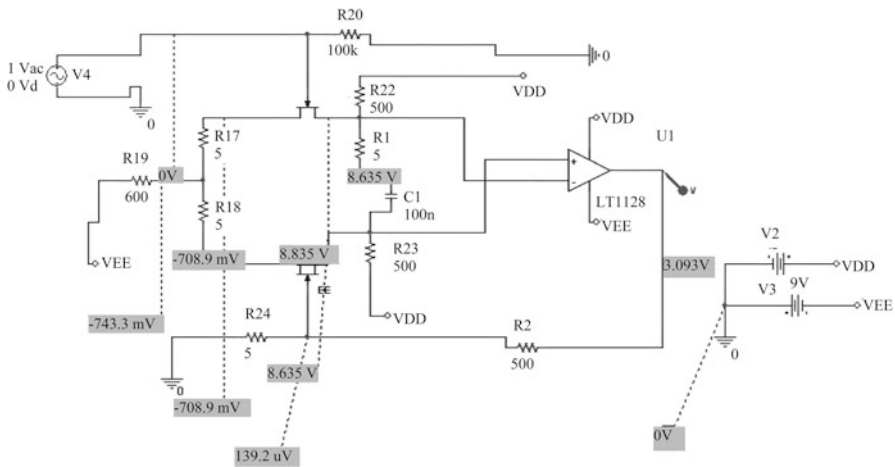 R20
100k
0
1 Vac
0 Vd
V4
0
R22
500
VDD
R17
5
R1
5
VDD
U1
R19
600
0V
8.635 V
+
-
LT1128
C1
100n
R18
5
VEE
VEE
-708.9 mV
8.835 V
R23
500
3.093V
V2
VDD
-743.3 mV
VDD
V3
9V
VEE
R24
5
R2
500
0
0
8.635 V
-708.9 mV
0V
139.2 uV